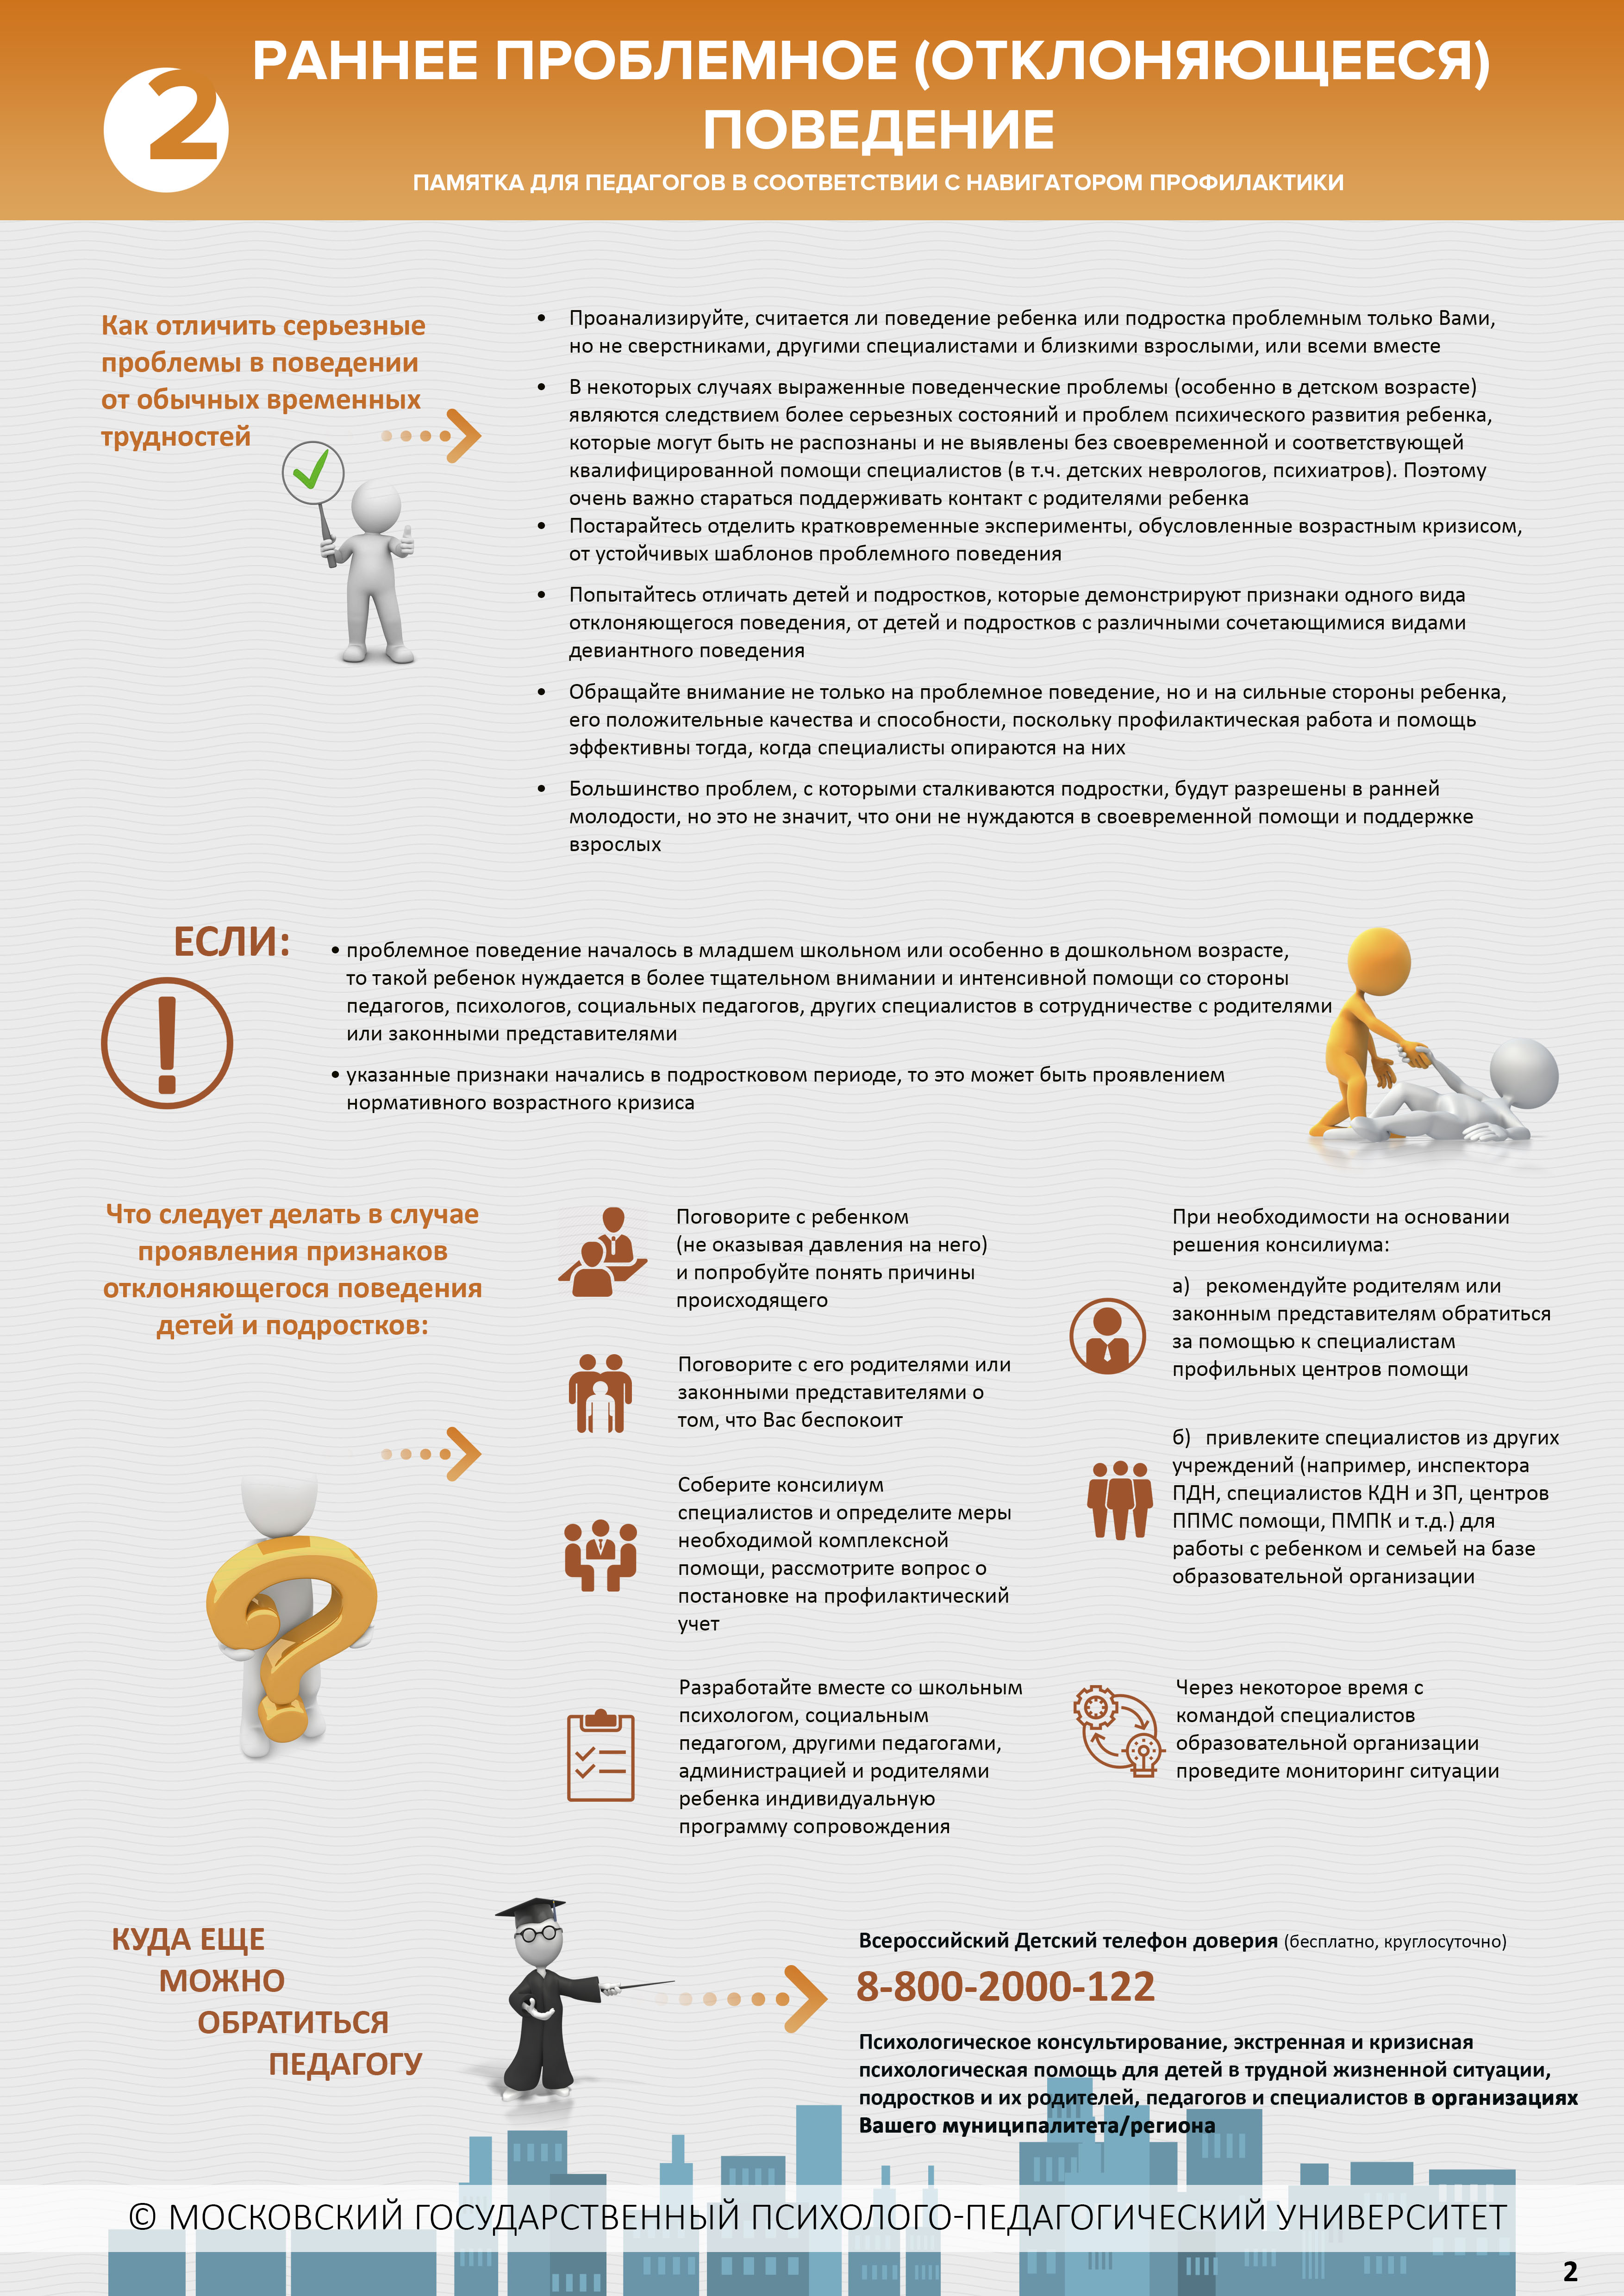 2
РАННЕЕ ПРОБЛЕМНОЕ (ОТКЛОНЯЮЩЕЕСЯ)
ПОВЕДЕНИЕ
ПАМЯТКА ДЛЯ ПЕДАГОГОВ В СООТВЕТСТВИИ С НАВИГАТОРОМ ПРОФИЛАКТИКИ
Как отличить серьезные
проблемы в поведении
от обычных временных
трудностей
• Проанализируйте, считается ли поведение ребенка или подростка проблемным только Вами,
но не сверстниками, другими специалистами и близкими взрослыми, или всеми вместе
• В некоторых случаях выраженные поведенческие проблемы (особенно в детском возрасте)
являются следствием более серьезных состояний и проблем психического развития ребенка,
которые могут быть не распознаны и не выявлены без своевременной и соответствующей
квалифицированной помощи специалистов (в т.ч. детских неврологов, психиатров). Поэтому
очень важно стараться поддерживать контакт с родителями ребенка
• Постарайтесь отделить кратковременные эксперименты, обусловленные возрастным кризисом,
от устойчивых шаблонов проблемного поведения
• Попытайтесь отличать детей и подростков, которые демонстрируют признаки одного вида
отклоняющегося поведения, от детей и подростков с различными сочетающимися видами
девиантного поведения
• Обращайте внимание не только на проблемное поведение, но и на сильные стороны ребенка,
его положительные качества и способности, поскольку профилактическая работа и помощь
эффективны тогда, когда специалисты опираются на них
• Большинство проблем, с которыми сталкиваются подростки, будут разрешены в ранней
молодости, но это не значит, что они не нуждаются в своевременной помощи и поддержке
взрослых
ЕСЛИ:
!
• проблемное поведение началось в младшем школьном или особенно в дошкольном возрасте,
то такой ребенок нуждается в более тщательном внимании и интенсивной помощи со стороны
педагогов, психологов, социальных педагогов, других специалистов в сотрудничестве с родителями
или законными представителями
• указанные признаки начались в подростковом периоде, то это может быть проявлением
нормативного возрастного кризиса
Что следует делать в случае
проявления признаков
отклоняющегося поведения
детей и подростков:
?
Поговорите с ребенком
(не оказывая давления на него)
и попробуйте понять причины
происходящего
Поговорите с его родителями или
законными представителями о
том, что Вас беспокоит
Соберите консилиум
специалистов и определите меры
необходимой комплексной
помощи, рассмотрите вопрос о
постановке на профилактический
учет
Разработайте вместе со школьным
психологом, социальным
педагогом, другими педагогами,
администрацией и родителями
ребенка индивидуальную
программу сопровождения
При необходимости на основании
решения консилиума:
а) рекомендуйте родителям или
законным представителям обратиться
за помощью к специалистам
профильных центров помощи
б) привлеките специалистов из других
учреждений (например, инспектора
ПДН, специалистов КДН и ЗП, центров
ППМС помощи, ПМПК и т.д.) для
работы с ребенком и семьей на базе
образовательной организации
Через некоторое время с
командой специалистов
образовательной организации
проведите мониторинг ситуации
КУДА ЕЩЕ
МОЖНО
ОБРАТИТЬСЯ
ПЕДАГОГУ
Всероссийский Детский телефон доверия (бесплатно, круглосуточно)
8-800-2000-122
Психологическое консультирование, экстренная и кризисная
психологическая помощь для детей в трудной жизненной ситуации,
подростков и их родителей, педагогов и специалистов в организациях
Вашего муниципалитета/региона
© МОСКОВСКИЙ ГОСУДАРСТВЕННЫЙ ПСИХОЛОГО-ПЕДАГОГИЧЕСКИЙ УНИВЕРСИТЕТ
2